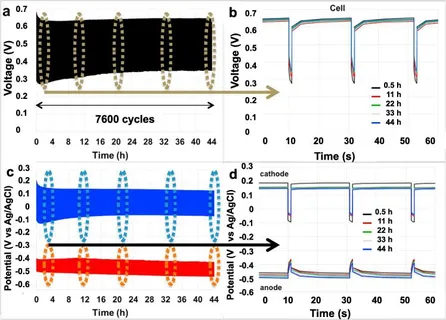 a
Voltage (V)
0.7
0.6
0.5
0.4
0.3
0.2
0.1
0
7600 cycles
0 4 8 12 16 20 24 28 32 36 40 44
Time (h)
b
Cell
Voltage (V)
0.7
0.6
0.5
0.4
0.3
0.2
0.1
0
0.5 h
11 h
22 h
33 h
44 h
0 10 20 30 40 50 60
Time (s)
c
Potential (V vs Ag/AgCl)
0.3
0.2
0.1
0
-0.1
-0.2
-0.3
-0.4
-0.5
-0.6
0 4 8 12 16 20 24 28 32 36 40 44
Time (h)
d
cathode
Potential (V vs Ag/AgCl)
0.3
0.2
0.1
0
-0.1
-0.2
-0.3
-0.4
-0.5
-0.6
0.5 h
11 h
22 h
33 h
44 h
anode
0 10 20 30 40 50 60
Time (s)